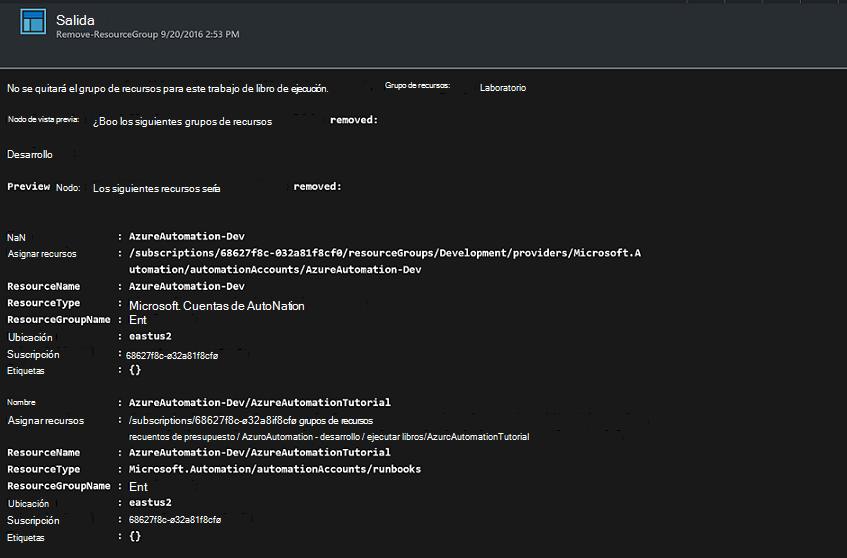 Salida
Remove-ResourceGroup 9/20/2016 2:53 PM
No se quitará el grupo de recursos para este trabajo de libro de ejecución. Grupo de recursos: Laboratorio
Nodo de vista previa: ¿Boo los siguientes grupos de recursos removed:
Desarrollo
Preview Nodo: Los siguientes recursos sería removed:
NaN : AzureAutomation-Dev
Asignar recursos : /subscriptions/68627f8c-032a81f8cf0/resourceGroups/Development/providers/Microsoft.A
utomation/automationAccounts/AzureAutomation-Dev
ResourceName : AzureAutomation-Dev
ResourceType : Microsoft. Cuentas de AutoNation
ResourceGroupName : Ent
Ubicación : eastus2
Suscripción : 68627f8c-ø32a81f8cfø
Etiquetas : {}
Nombre : AzureAutomation-Dev/AzureAutomationTutorial
Asignar recursos : /subscriptions/68627f8c-ø32a8if8cfø grupos de recursos
recuentos de presupuesto / AzuroAutomation - desarrollo / ejecutar libros/AzurcAutomationTutorial
ResourceName : AzureAutomation-Dev/AzureAutomationTutorial
ResourceType : Microsoft.Automation/automationAccounts/runbooks
ResourceGroupName : Ent
Ubicación : eastus2
Suscripción : 68627f8c-ø32a81f8cfø
Etiquetas : {}